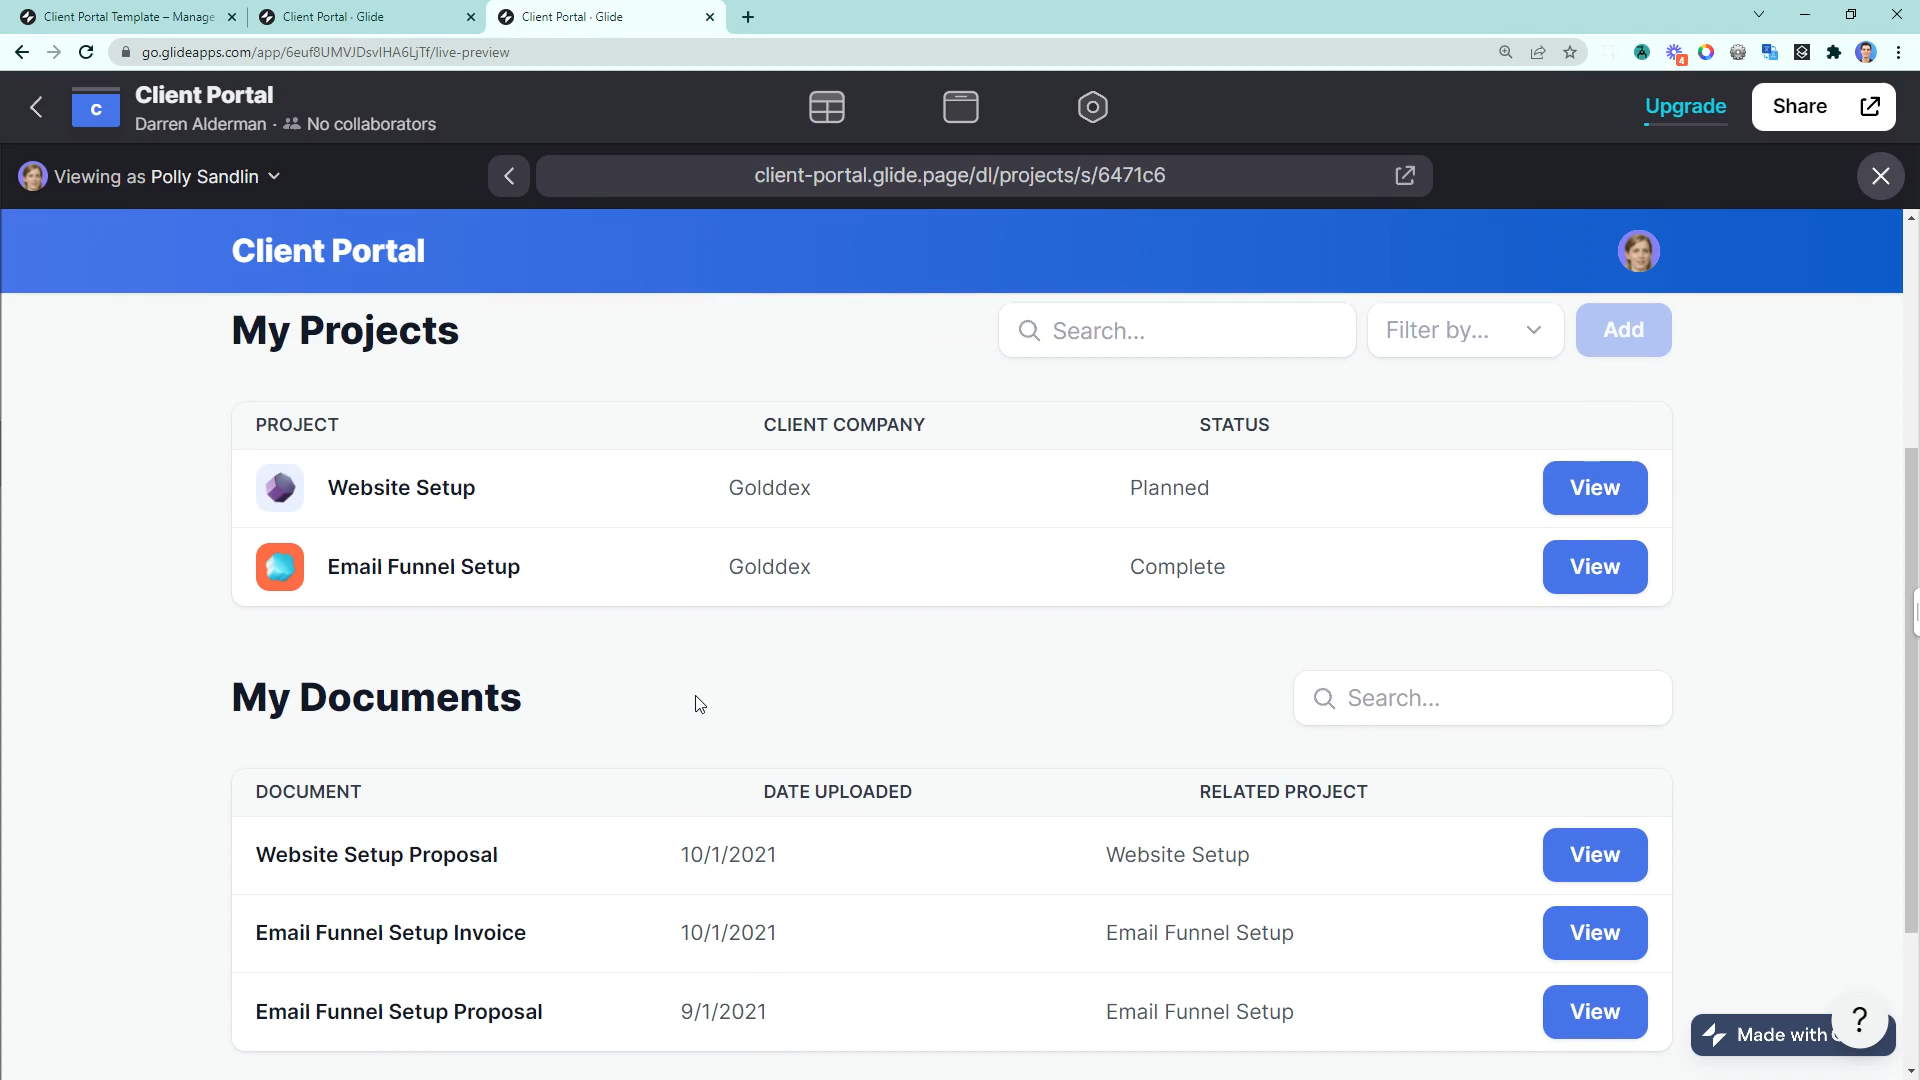 Client Portal Template – Manage
Client Portal · Glide
Client Portal · Glide
go.glideapps.com/app/6euf8UMVJDsvIHA6LjTf/live-preview
4
C
Client Portal
Darren Alderman · No collaborators
Upgrade
Share
Viewing as Polly Sandlin
client-portal.glide.page/dl/projects/s/6471c6
Client Portal
My Projects
Search...
Filter by...
Add
PROJECT CLIENT COMPANY STATUS
Website Setup Golddex Planned View
Email Funnel Setup Golddex Complete View
My Documents
Search...
DOCUMENT DATE UPLOADED RELATED PROJECT
Website Setup Proposal 10/1/2021 Website Setup View
Email Funnel Setup Invoice 10/1/2021 Email Funnel Setup View
Email Funnel Setup Proposal 9/1/2021 Email Funnel Setup View
Made with
?